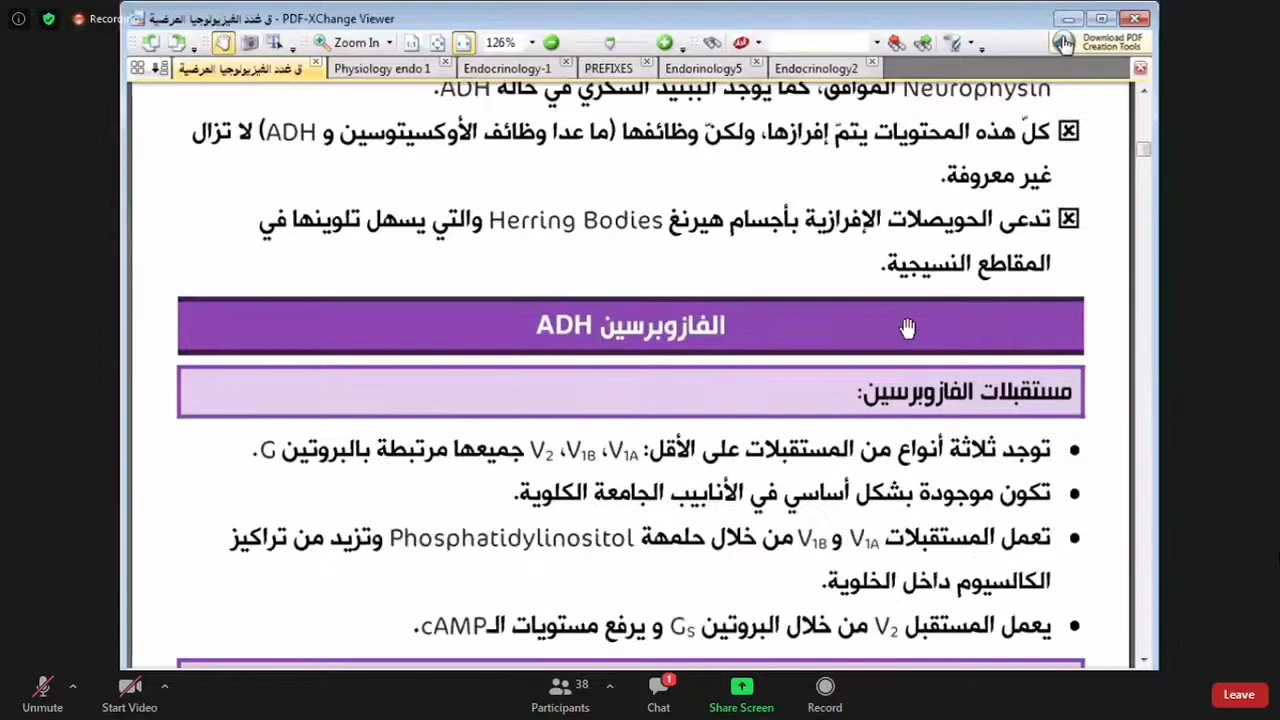 Recording
ق غدد الفيزيولوجيا المرضية - PDF-XChange Viewer
Zoom In
126%
Download PDF
Creation Tools
ق غدد الفيزيولوجيا المرضية
Physiology endo1
Endocrinology-1
PREFIXES
Endorinology5
Endocrinology2
Neurophysin الموافق، كما يوجد الببتيد السكري في حالة ADH.
كلّ هذه المحتويات يتمّ إفرازها، ولكنّ وظائفها (ما عدا وظائف الأوكسيتوسين و ADH) لا تزال
غير معروفة.
تدعى الحويصلات الإفرازية بأجسام هيرنغ Herring Bodies والتي يسهل تلوينها في
المقاطع النسيجية.
الفازوبرسين ADH
مستقبلات الفازوبرسين:
• توجد ثلاثة أنواع من المستقبلات على الأقل: V1A، V1B، V2 جميعها مرتبطة بالبروتين G.
• تكون موجودة بشكل أساسي في الأنابيب الجامعة الكلوية.
• تعمل المستقبلات V1A و V1B من خلال حلمهة Phosphatidylinositol وتزيد من تراكيز
الكالسيوم داخل الخلوية.
• يعمل المستقبل V2 من خلال البروتين Gs و يرفع مستويات الـcAMP.
Unmute
Start Video
38
Participants
1
Chat
Share Screen
Record
Leave